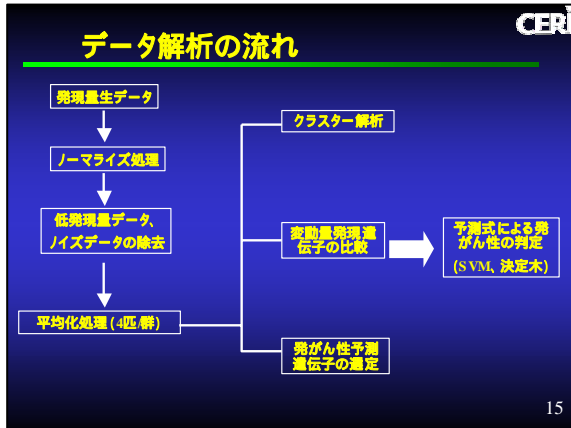 CERI
データ解析の流れ
発現量生データ
ノーマライズ処理
低発現量データ、
ノイズデータの除去
平均化処理(4匹/群)
クラスター解析
変動量発現遺
伝子の比較
発がん性予測
遺伝子の選定
予測式による発
がん性の判定
(SVM、決定木)
15